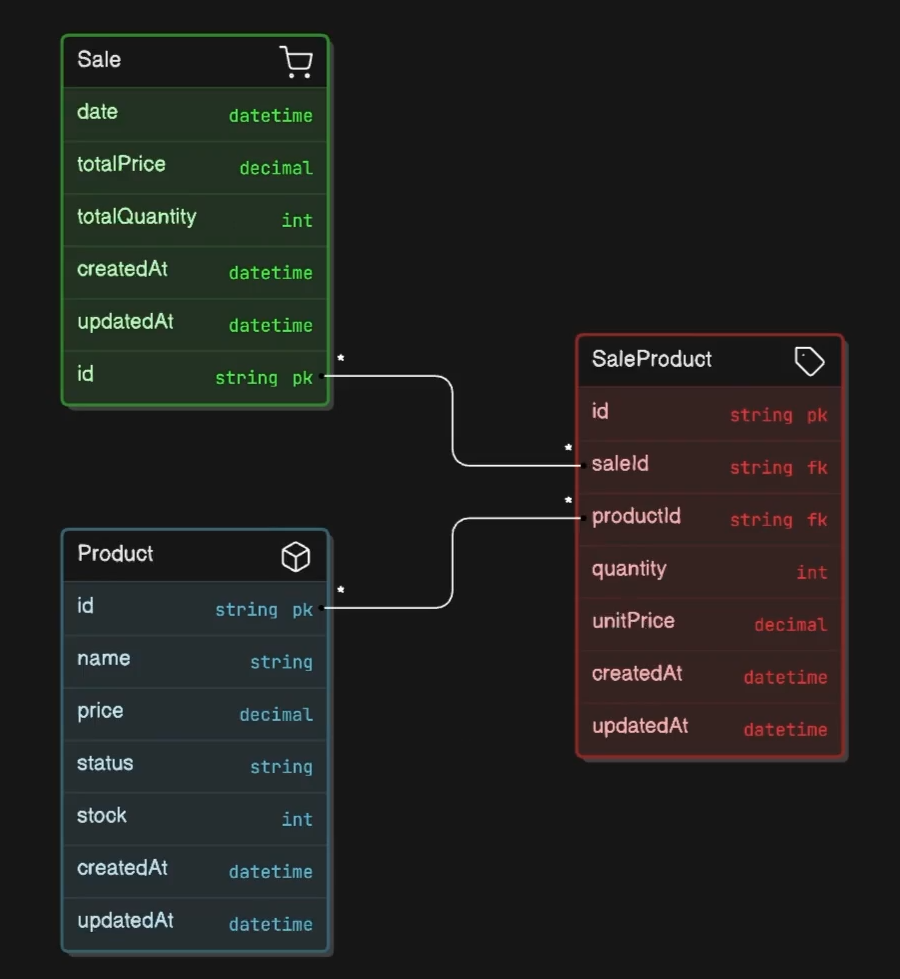 Sale
date datetime
totalPrice decimal
totalQuantity int
createdAt datetime
updatedAt datetime
id string pk
*
SaleProduct
id string pk
*
saleId string fk
*
productId string fk
quantity int
unitPrice decimal
createdAt datetime
updatedAt datetime
Product
*
id string pk
name string
price decimal
status string
stock int
createdAt datetime
updatedAt datetime